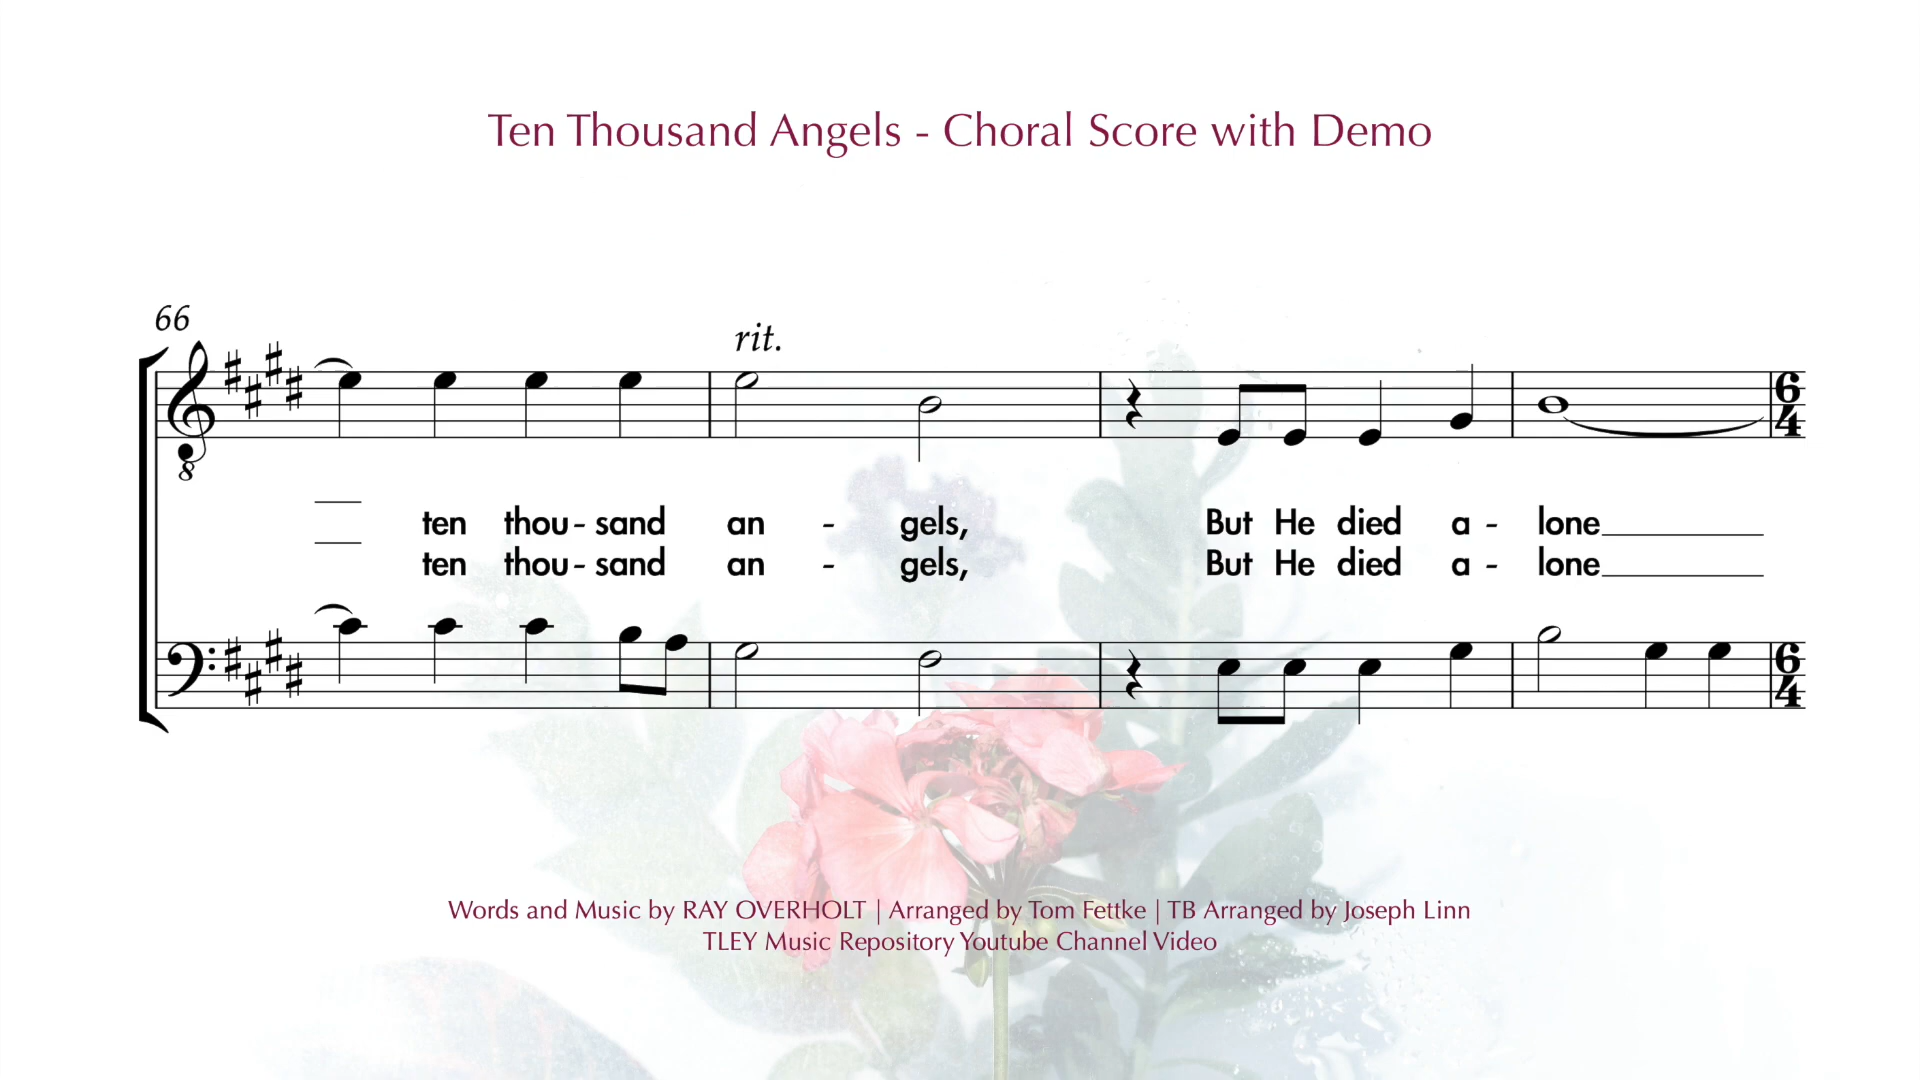 Ten Thousand Angels - Choral Score with Demo
66
rit.
8
6
4
ten thou - sand an - gels, But He died a - lone
ten thou - sand an - gels, But He died a - lone
6
4
Words and Music by RAY OVERHOLT | Arranged by Tom Fettke | TB Arranged by Joseph Linn
TLEY Music Repository Youtube Channel Video